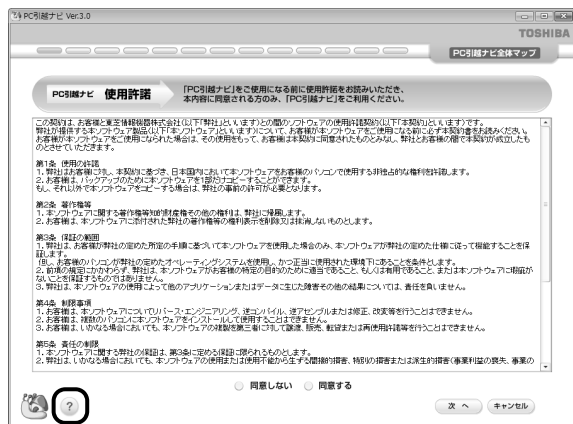 PC引越ナビ Ver.3.0
TOSHIBA
PC引越ナビ全体マップ
PC引越ナビ 使用許諾
「PC引越ナビ」をご使用になる前に使用許諾をお読みいただき、
本内容に同意される方のみ、「PC引越ナビ」をご利用ください。
この契約は、お客様と東芝情報機器株式会社(以下「弊社」といいます)との間のソフトウェアの使用許諾契約(以下「本契約」といいます)です。
弊社が提供する本ソフトウェア製品(以下「本ソフトウェア」といいます)について、お客様が本ソフトウェアをご使用になる前に必ず本契約書をお読みください。
お客様が本ソフトウェアをご使用になられた場合は、その使用をもって、お客様は本契約に同意されたものとみなし、弊社とお客様の間で本契約が成立したも
のとさせていただきます。
第1条 使用の許諾
1. 弊社はお客様に対し、本契約に基づき、日本国内において本ソフトウェアをお客様のパソコンで使用する非独占的な権利を許諾します。
2. お客様は、バックアップのために本ソフトウェアを1部だけコピーすることができます。
もし、それ以外で本ソフトウェアをコピーする場合は、弊社の事前の許可が必要となります。
第2条 著作権等
1. 本ソフトウェアに関する著作権等知的財産権その他の権利は、弊社に帰属します。
2. お客様は、本ソフトウェアに添付された弊社の著作権等の権利表示を削除又は抹消しないものとします。
第3条 保証の範囲
1. 弊社は、お客様が弊社の定めた所定の手順に基づいて本ソフトウェアを使用した場合のみ、本ソフトウェアが弊社の定めた仕様に従って機能することを保
証します。
但し、お客様のパソコンが弊社の定めたオペレーティングシステムを使用し、かつ正当に使用された環境下にあることを条件とします。
2. 前項の規定にかかわらず、弊社は、本ソフトウェアがお客様の特定の目的のために適当であること、もしくは有用であること、または本ソフトウェアに瑕疵が
ないことを保証するものではありません。
3. 弊社は、本ソフトウェアの使用によって他のアプリケーションまたはデータに生じた障害その他の結果については、責任を負いません。
第4条 制限事項
1. お客様は、本ソフトウェアについてリバース・エンジニアリング、逆コンパイル、逆アセンブルまたは修正、改変等を行うことはできません。
2. お客様は、複数のパソコンに本ソフトウェアをインストールして使用することはできません。
3. お客様は、いかなる場合においても、本ソフトウェアの複製を第三者に対して譲渡、販売、転貸または再使用許諾等を行うことはできません。
第5条 責任の制限
1. 本ソフトウェアに関する弊社の保証は、第3条に定める保証に限られるものとします。
2. 弊社は、いかなる場合においても、本ソフトウェアの使用または使用不能から生ずる間接的損害、特別の損害または派生的損害(事業利益の喪失、事業の
同意しない 同意する
?
次 へ キャンセル